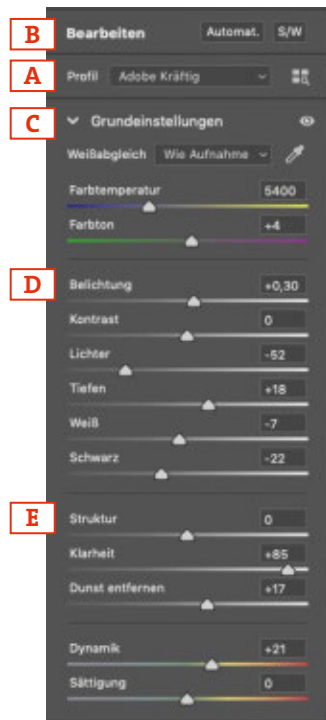 B Bearbeiten Automat. S/W
A Profil Adobe Kräftig
C Grundeinstellungen
Weißabgleich Wie Aufnahme
Farbtemperatur 5400
Farbton +4
D Belichtung +0,30
Kontrast 0
Lichter -52
Tiefen +18
Weiß -7
Schwarz -22
E Struktur 0
Klarheit +85
Dunst entfernen +17
Dynamik +21
Sättigung 0